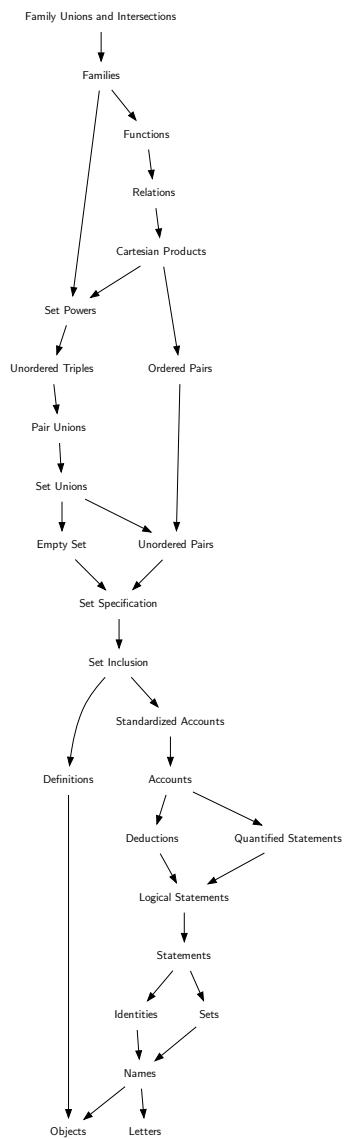 Family Unions and Intersections
Families
Functions
Relations
Cartesian Products
Set Powers
Unordered Triples
Ordered Pairs
Pair Unions
Set Unions
Empty Set
Unordered Pairs
Set Specification
Set Inclusion
Standardized Accounts
Definitions
Accounts
Deductions
Quantified Statements
Logical Statements
Statements
Identities
Sets
Names
Objects
Letters